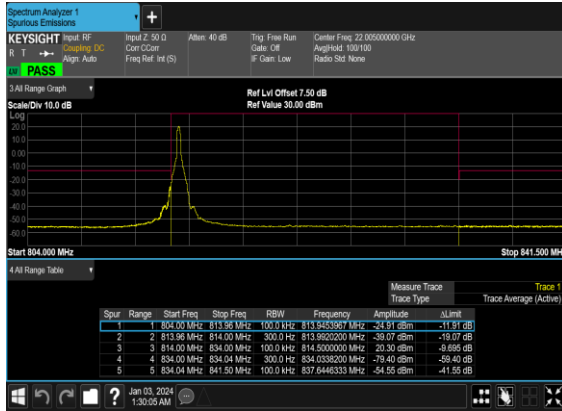 Spectrum Analyzer 1
Spurious Emissions
+
KEYSIGHT Input: RF Input Z: 50 Ω Atten: 40 dB Trig: Free Run Center Freq: 22.005000000 GHz
R T Coupling: DC Corr CCorr Gate: Off Avg|Hold: 100/100
Align: Auto Freq Ref: Int (S) IF Gain: Low Radio Std: None
PASS
3 All Range Graph Ref Lvl Offset 7.50 dB
Scale/Div 10.0 dB Ref Value 30.00 dBm
Log
20.0
10.0
0.00
-10.0
-20.0
-30.0
-40.0
-50.0
-60.0
Start 804.000 MHz Stop 841.500 MH
4 All Range Table
Measure Trace Trace 1
Trace Type Trace Average (Active)
Spur Range Start Freq Stop Freq RBW Frequency Amplitude ΔLimit
1 1 804.00 MHz 813.96 MHz 100.0 kHz 813.9453967 MHz -24.91 dBm -11.91 dB
2 2 813.96 MHz 814.00 MHz 300.0 Hz 813.9920200 MHz -39.07 dBm -19.07 dB
3 3 814.00 MHz 834.00 MHz 100.0 kHz 814.5000000 MHz 20.30 dBm -9.695 dB
4 4 834.00 MHz 834.04 MHz 300.0 Hz 834.0338200 MHz -79.40 dBm -59.40 dB
5 5 834.04 MHz 841.50 MHz 100.0 kHz 837.6446333 MHz -54.55 dBm -41.55 dB
? Jan 03, 2024
1:30:05 AM